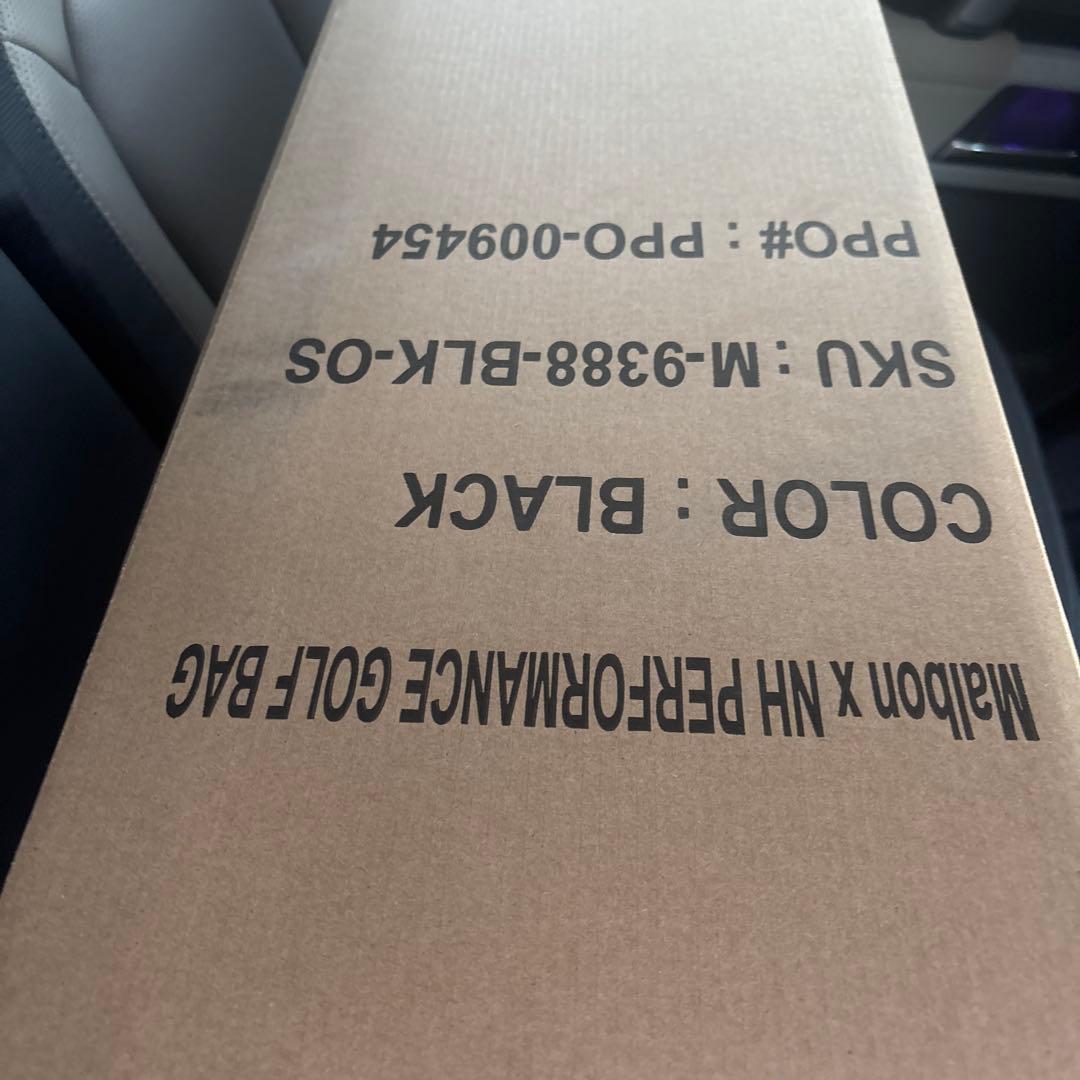 Malbon x NH PERFORMANCE GOLF BAG
COLOR : BLACK
SKU : M-9388-BLK-OS
PPO# : PPO-009454